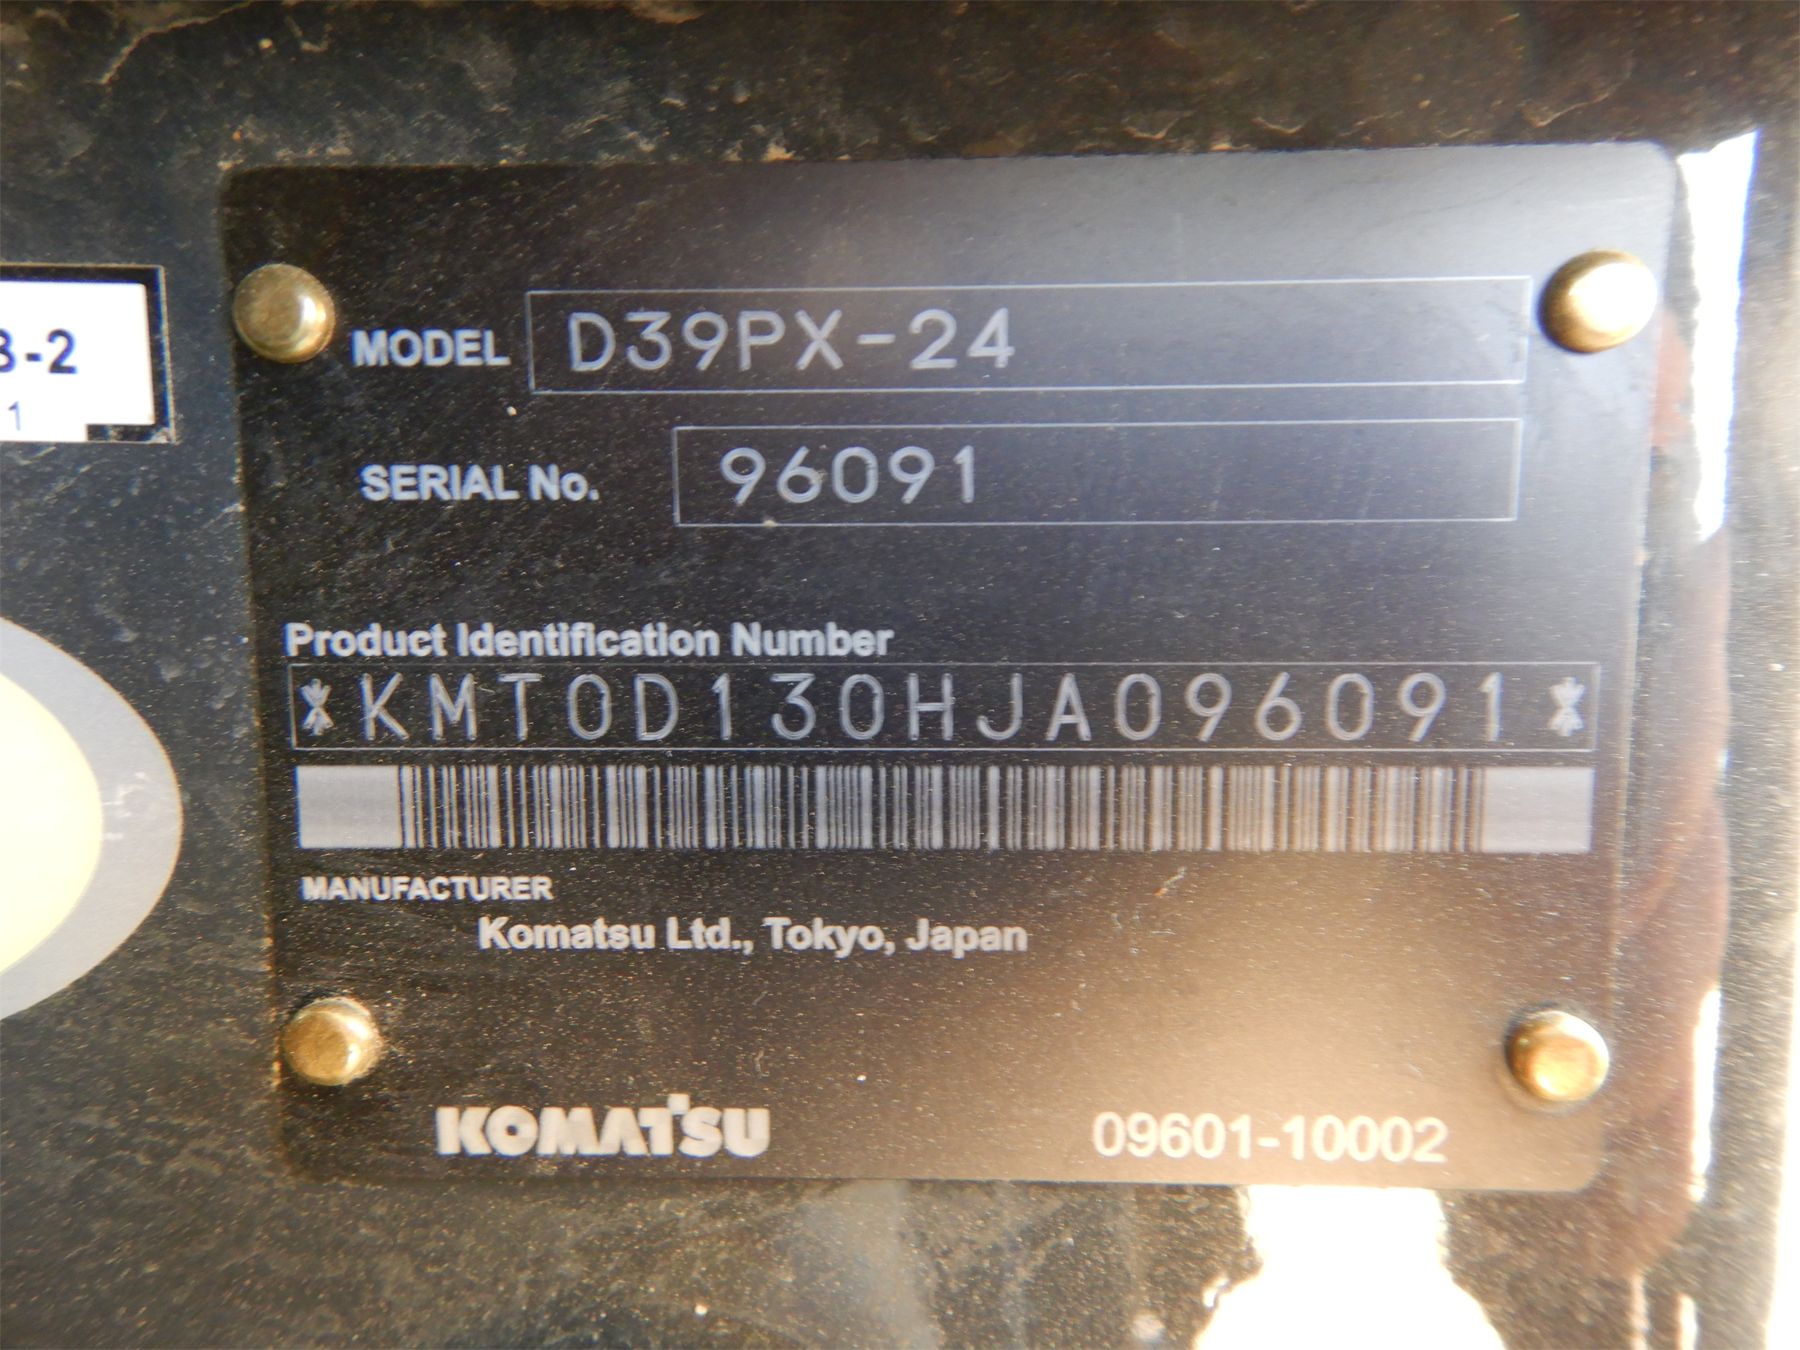 3-2
1
MODEL D39PX-24
SERIAL No. 96091
Product Identification Number
*KMT0D130HJA096091*
MANUFACTURER
Komatsu Ltd., Tokyo, Japan
KOMATSU 09601-10002